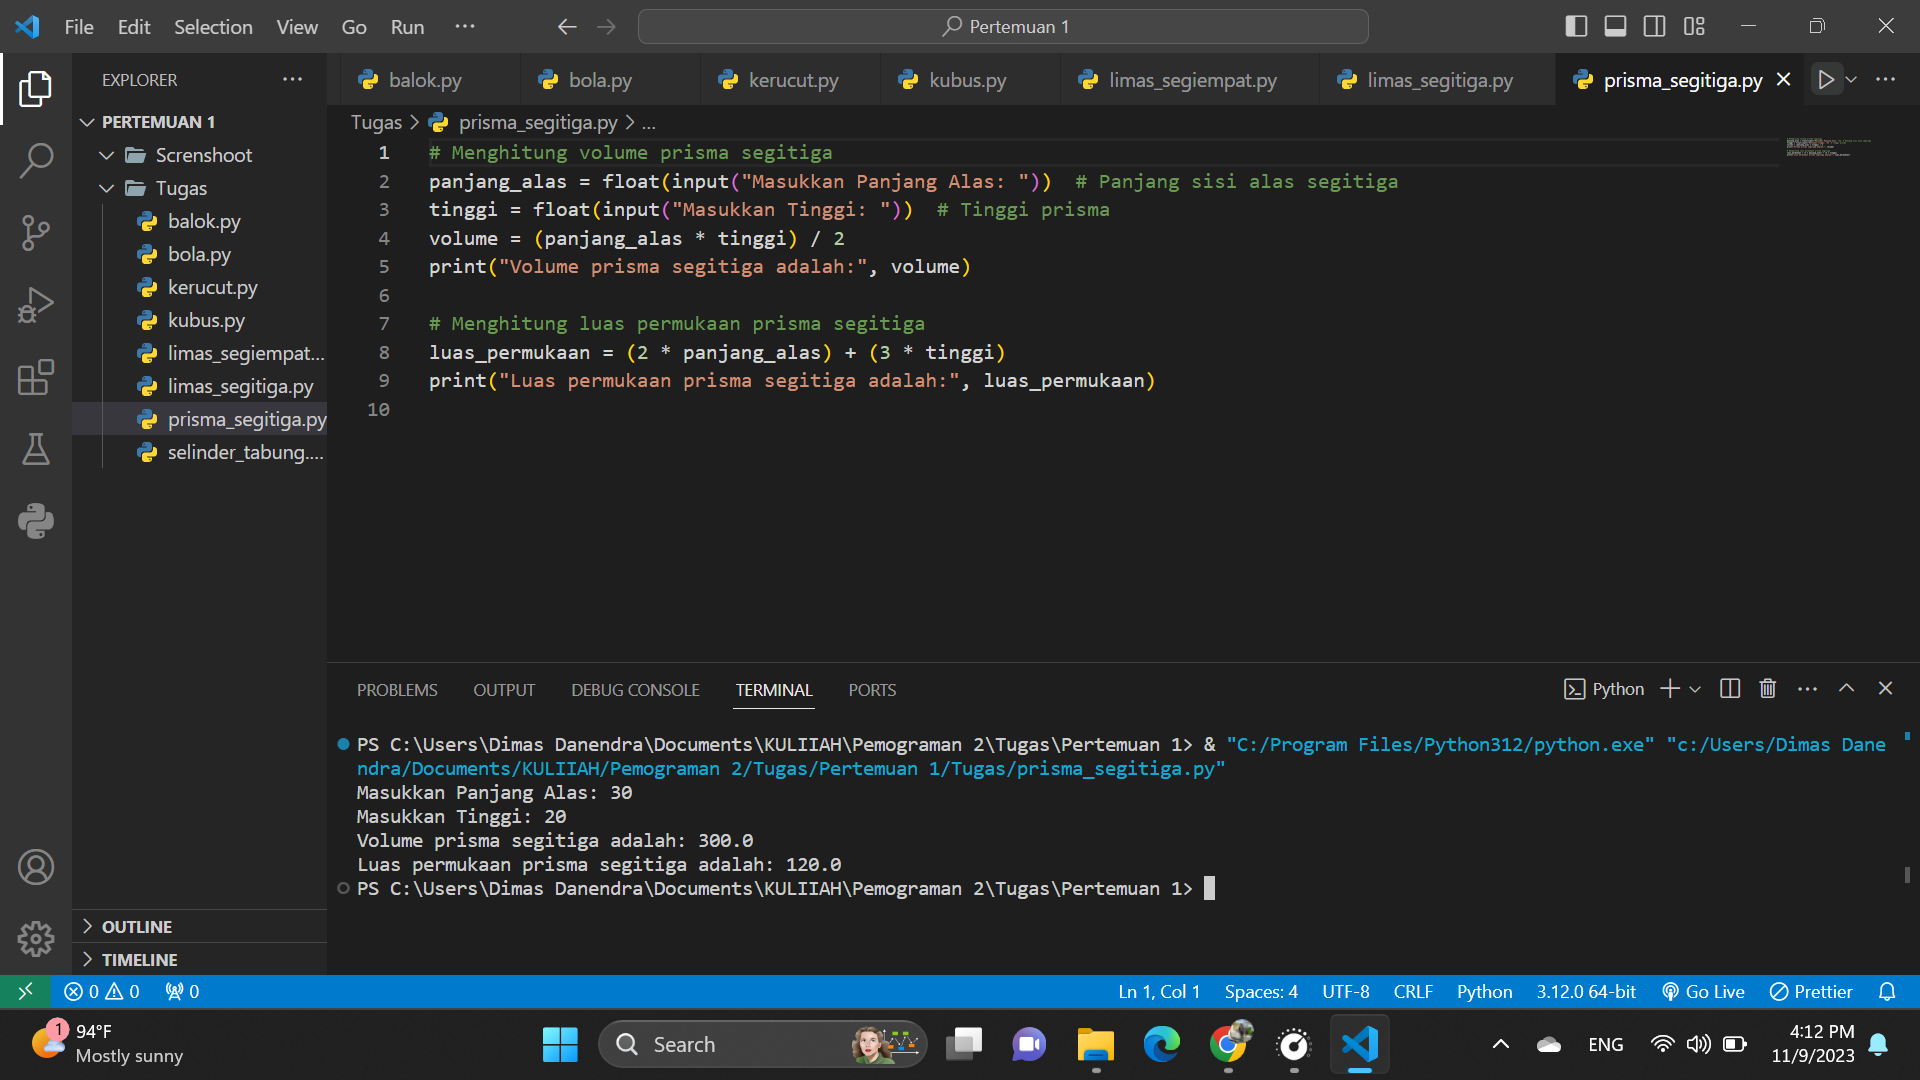 File Edit Selection View Go Run ···
Pertemuan 1
EXPLORER
balok.py bola.py kerucut.py kubus.py limas_segiempat.py limas_segitiga.py prisma_segitiga.py
PERTEMUAN 1
Screnshoot
Tugas
balok.py
bola.py
kerucut.py
kubus.py
limas_segiempat...
limas_segitiga.py
prisma_segitiga.py
selinder_tabung....
OUTLINE
TIMELINE
Tugas > prisma_segitiga.py > ...
1 # Menghitung volume prisma segitiga
2 panjang_alas = float(input("Masukkan Panjang Alas: "))  # Panjang sisi alas segitiga
3 tinggi = float(input("Masukkan Tinggi: "))  # Tinggi prisma
4 volume = (panjang_alas * tinggi) / 2
5 print("Volume prisma segitiga adalah:", volume)
6
7 # Menghitung luas permukaan prisma segitiga
8 luas_permukaan = (2 * panjang_alas) + (3 * tinggi)
9 print("Luas permukaan prisma segitiga adalah:", luas_permukaan)
10
PROBLEMS OUTPUT DEBUG CONSOLE TERMINAL PORTS
Python
PS C:\Users\Dimas Danendra\Documents\KULIIAH\Pemograman 2\Tugas\Pertemuan 1> & "C:/Program Files/Python312/python.exe" "c:/Users/Dimas Dane
ndra/Documents/KULIIAH/Pemograman 2/Tugas/Pertemuan 1/Tugas/prisma_segitiga.py"
Masukkan Panjang Alas: 30
Masukkan Tinggi: 20
Volume prisma segitiga adalah: 300.0
Luas permukaan prisma segitiga adalah: 120.0
PS C:\Users\Dimas Danendra\Documents\KULIIAH\Pemograman 2\Tugas\Pertemuan 1>
0 0 0
Ln 1, Col 1 Spaces: 4 UTF-8 CRLF Python 3.12.0 64-bit Go Live Prettier
1
94°F
Mostly sunny
Search
ENG
4:12 PM
11/9/2023